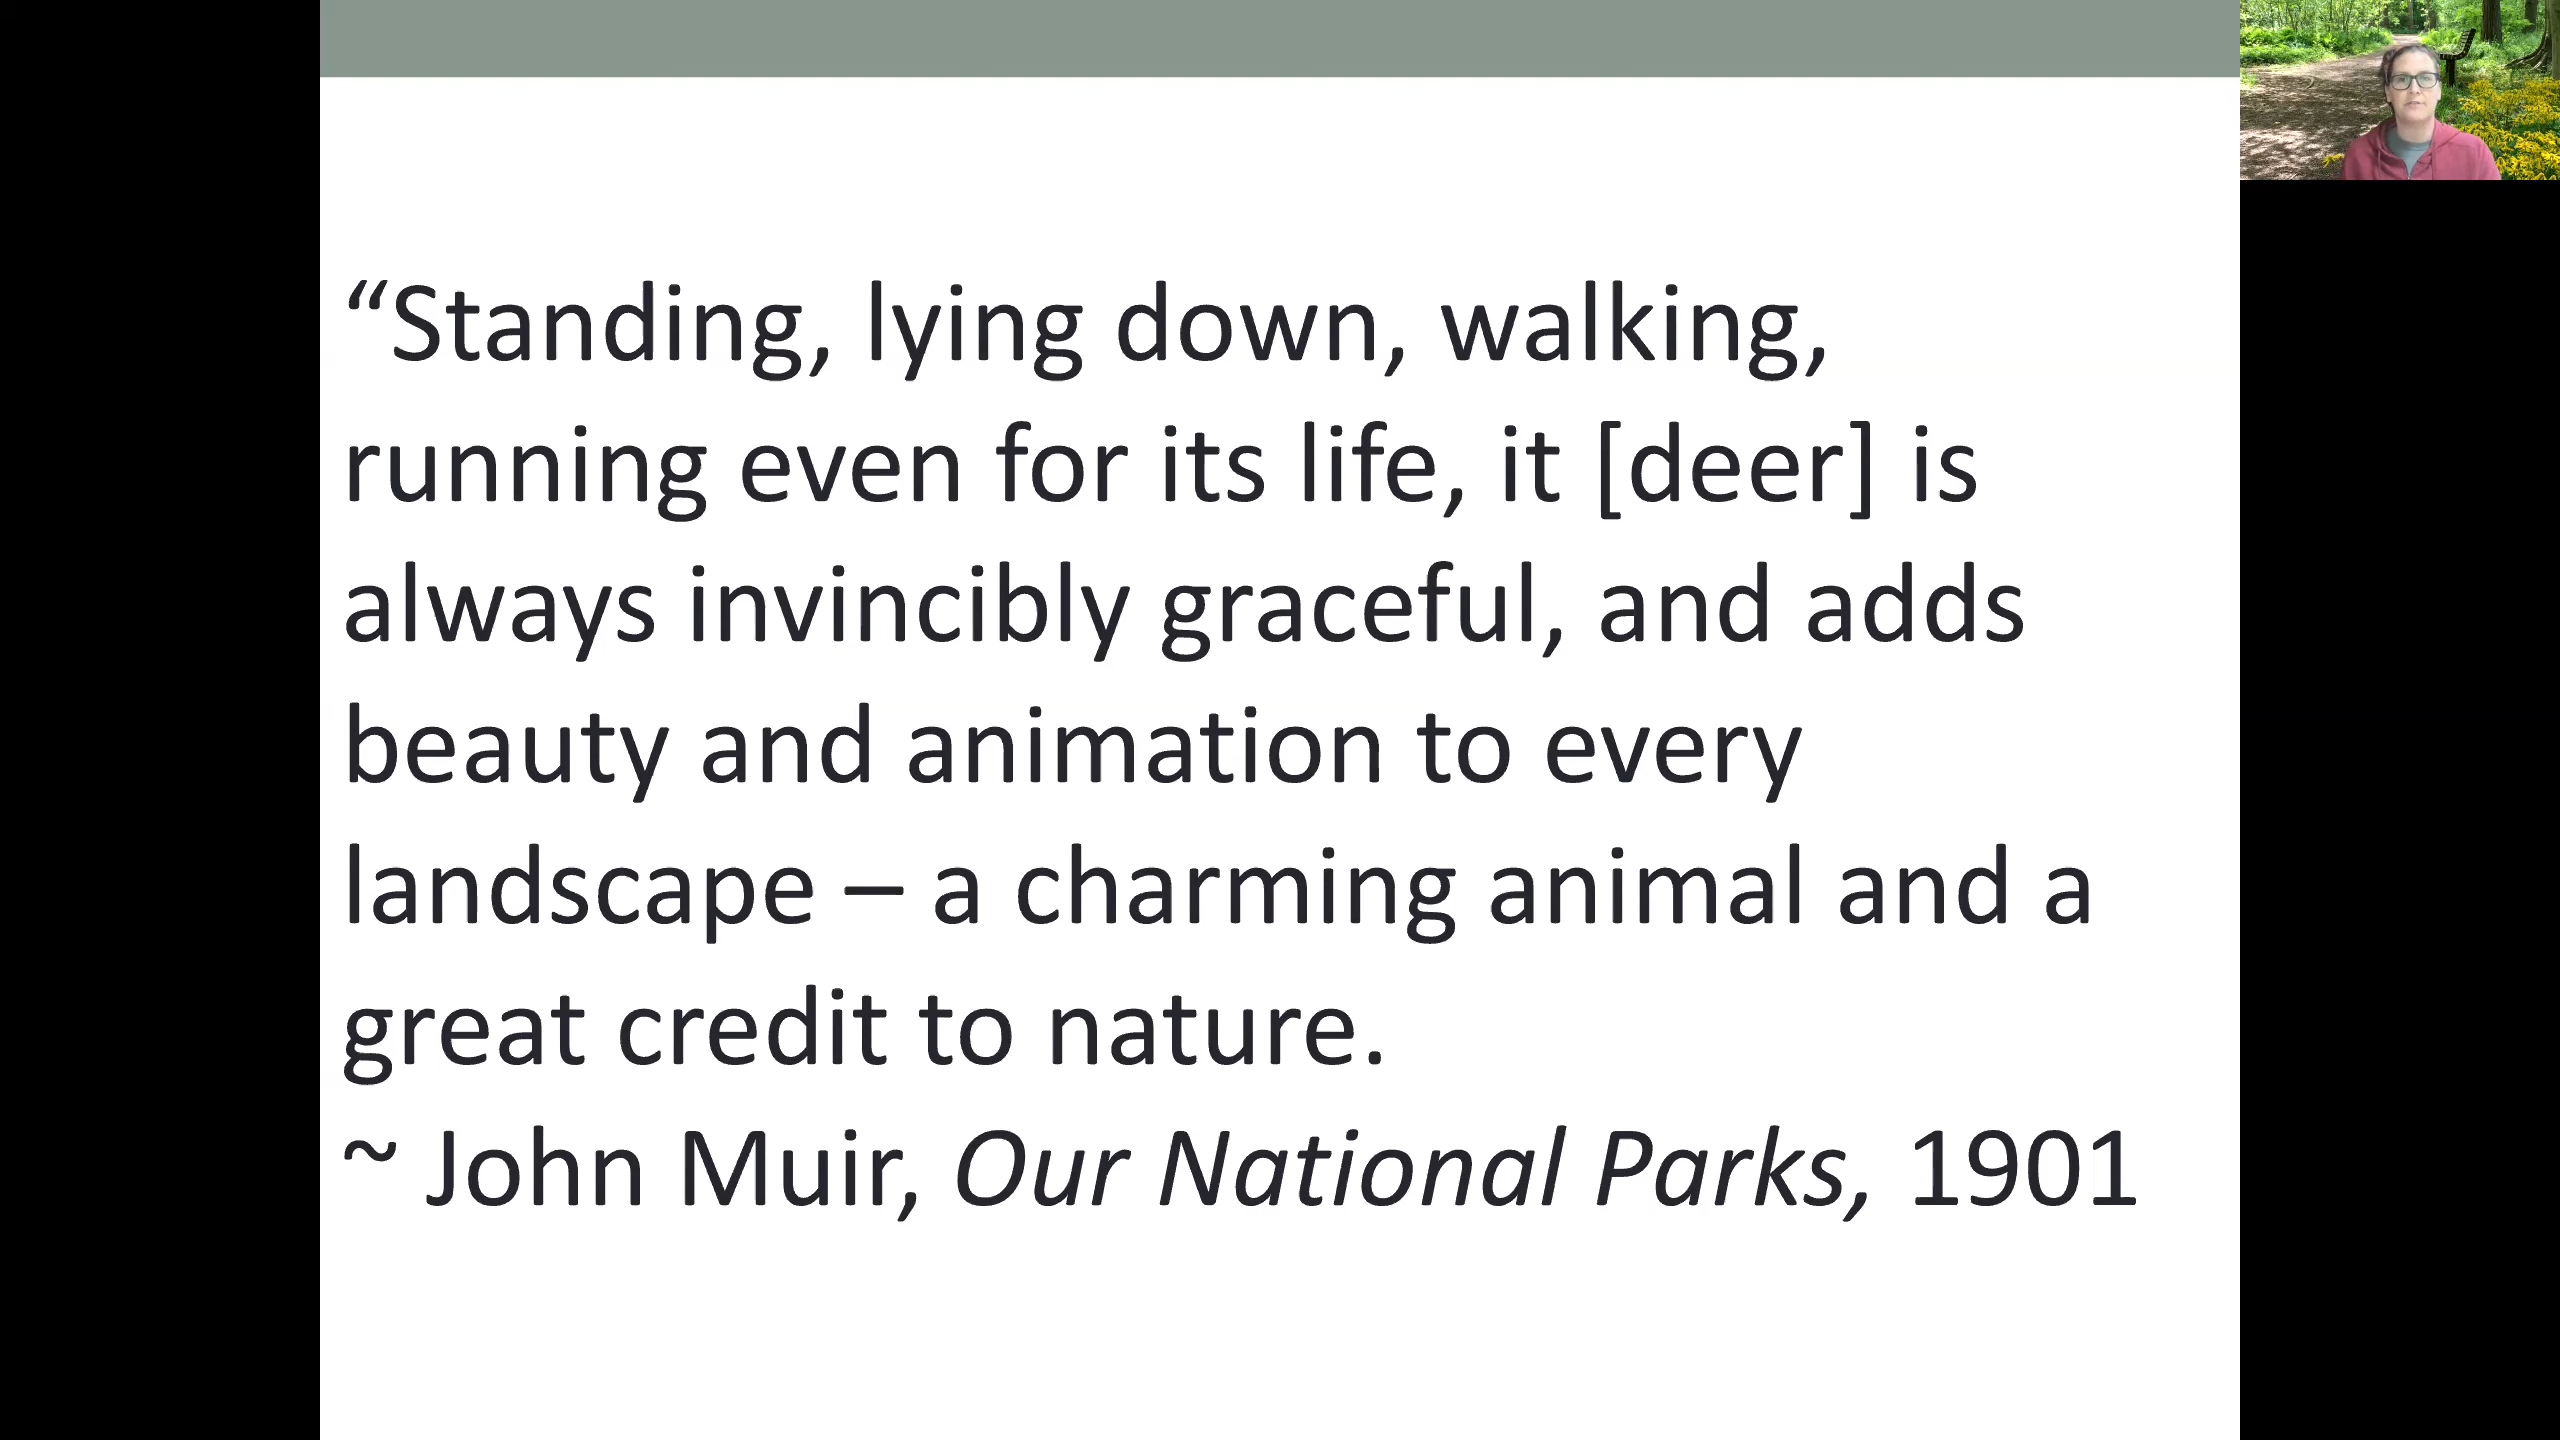 “Standing, lying down, walking,
running even for its life, it [deer] is
always invincibly graceful, and adds
beauty and animation to every
landscape – a charming animal and a
great credit to nature.
~ John Muir, Our National Parks, 1901